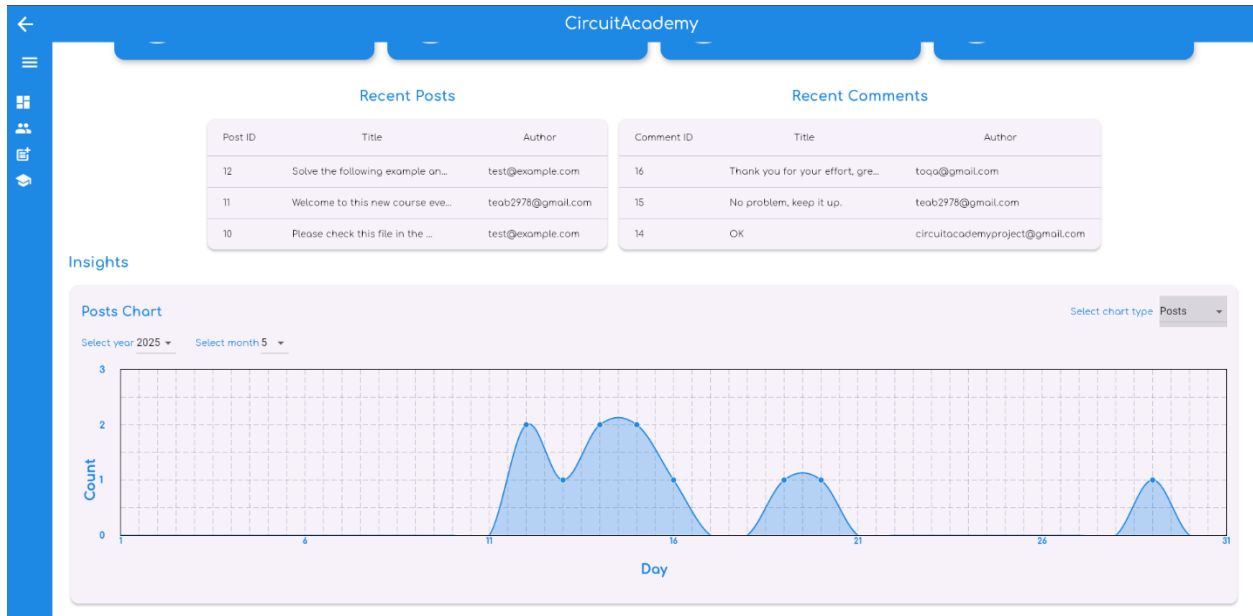 CircuitAcademy
Recent Posts
Post ID Title Author
12 Solve the following example an... test@example.com
11 Welcome to this new course eve... teab2978@gmail.com
10 Please check this file in the ... test@example.com
Recent Comments
Comment ID Title Author
16 Thank you for your effort, gre... toqa@gmail.com
15 No problem, keep it up. teab2978@gmail.com
14 OK circuitacademyproject@gmail.com
Insights
Posts Chart
Select chart type Posts
Select year 2025 Select month 5
3
2
1
0
Count
1 6 11 16 21 26 31
Day